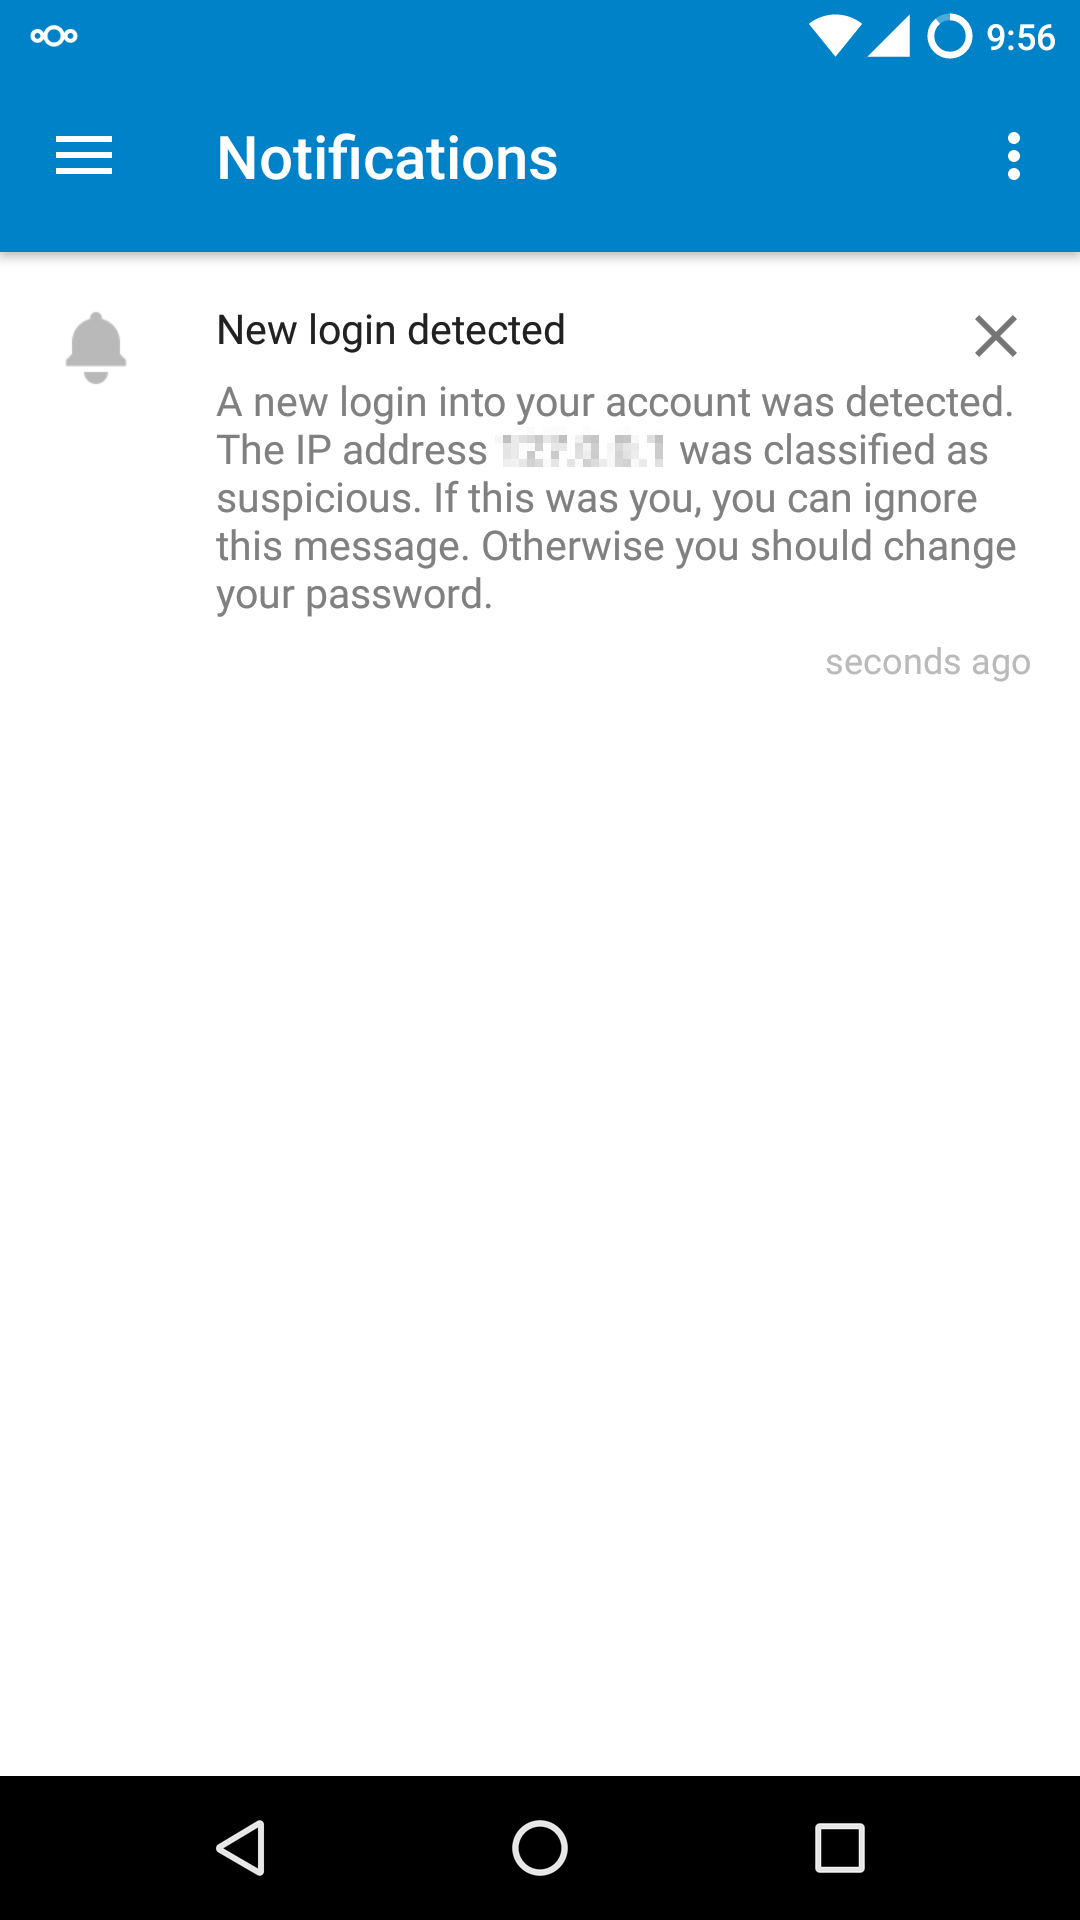 9:56
Notifications
New login detected
A new login into your account was detected.
The IP address was classified as
suspicious. If this was you, you can ignore
this message. Otherwise you should change
your password.
seconds ago